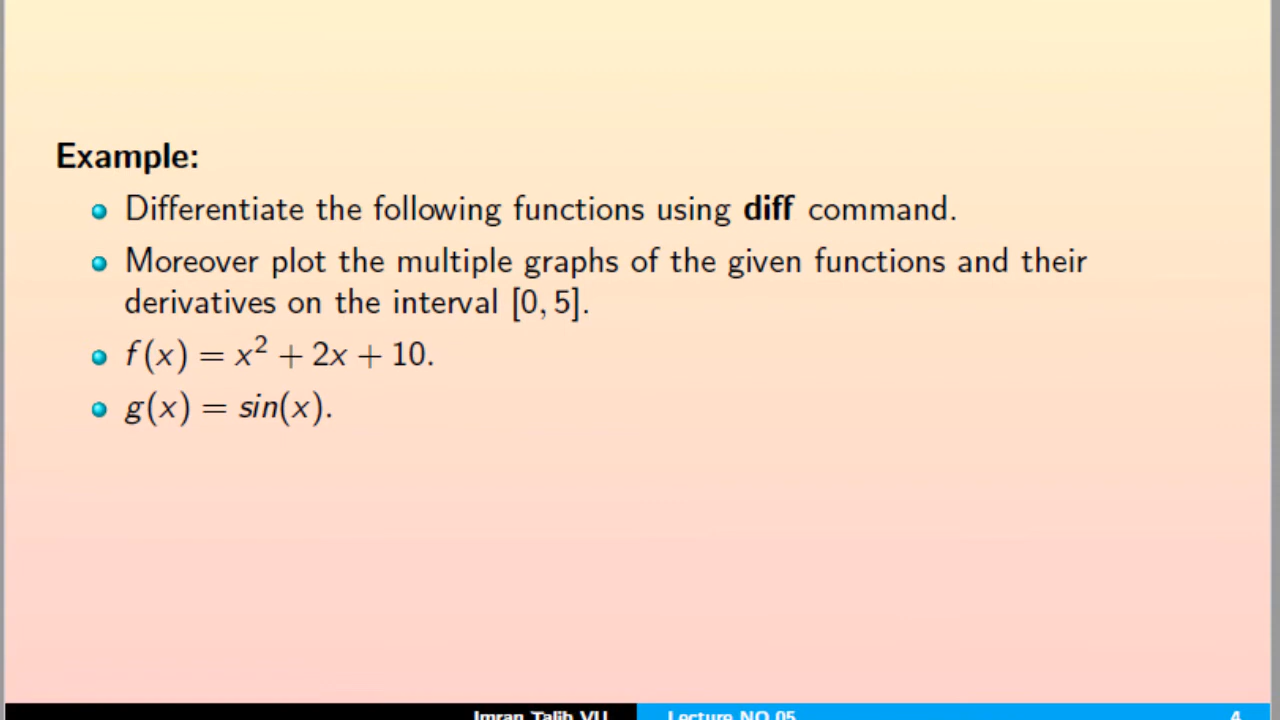 Example:
Differentiate the following functions using diff command.
Moreover plot the multiple graphs of the given functions and their
derivatives on the interval [0, 5].
f(x) = x² + 2x + 10.
g(x) = sin(x).
Imran Talib VU Lecture NO 05 4